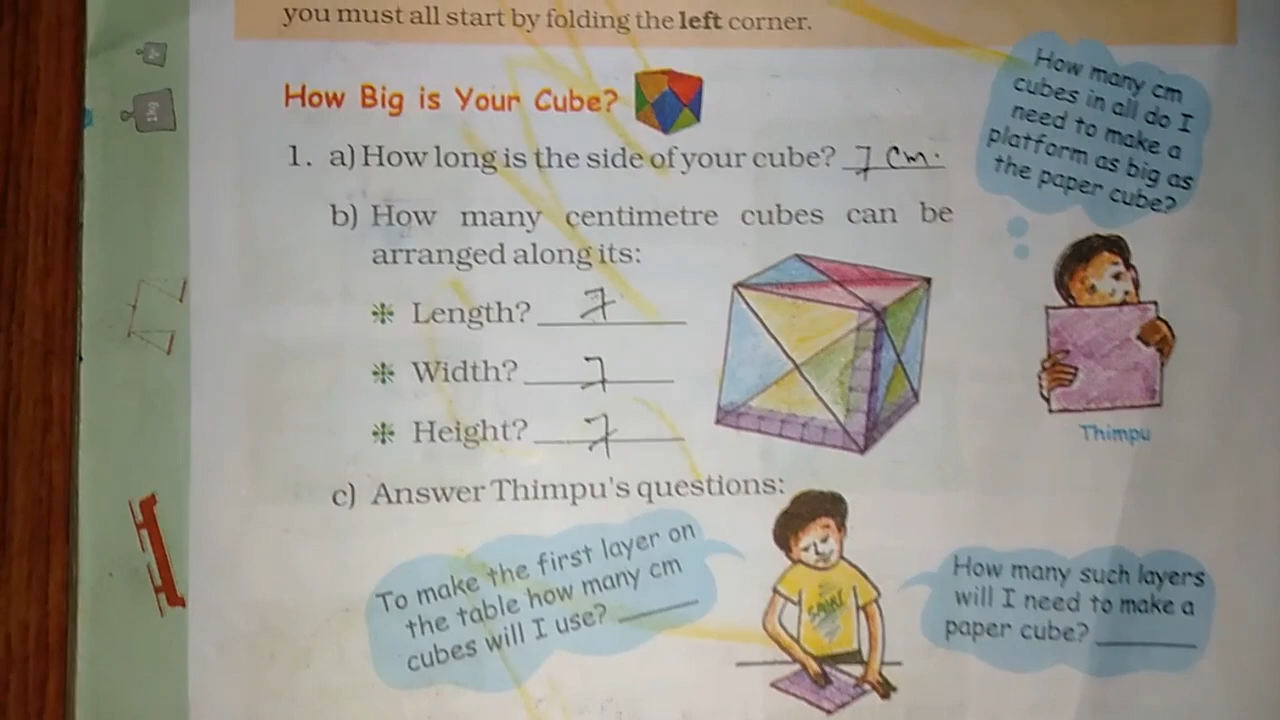 you must all start by folding the left corner.
How Big is Your Cube?
1. a) How long is the side of your cube? 7 cm.
b) How many centimetre cubes can be
arranged along its:
Length? 7
Width? 7
Height? 7
How many cm
cubes in all do I
need to make a
platform as big as
the paper cube?
Thimpu
c) Answer Thimpu's questions:
To make the first layer on
the table how many cm
cubes will I use? ______
How many such layers
will I need to make a
paper cube? ______
1kg